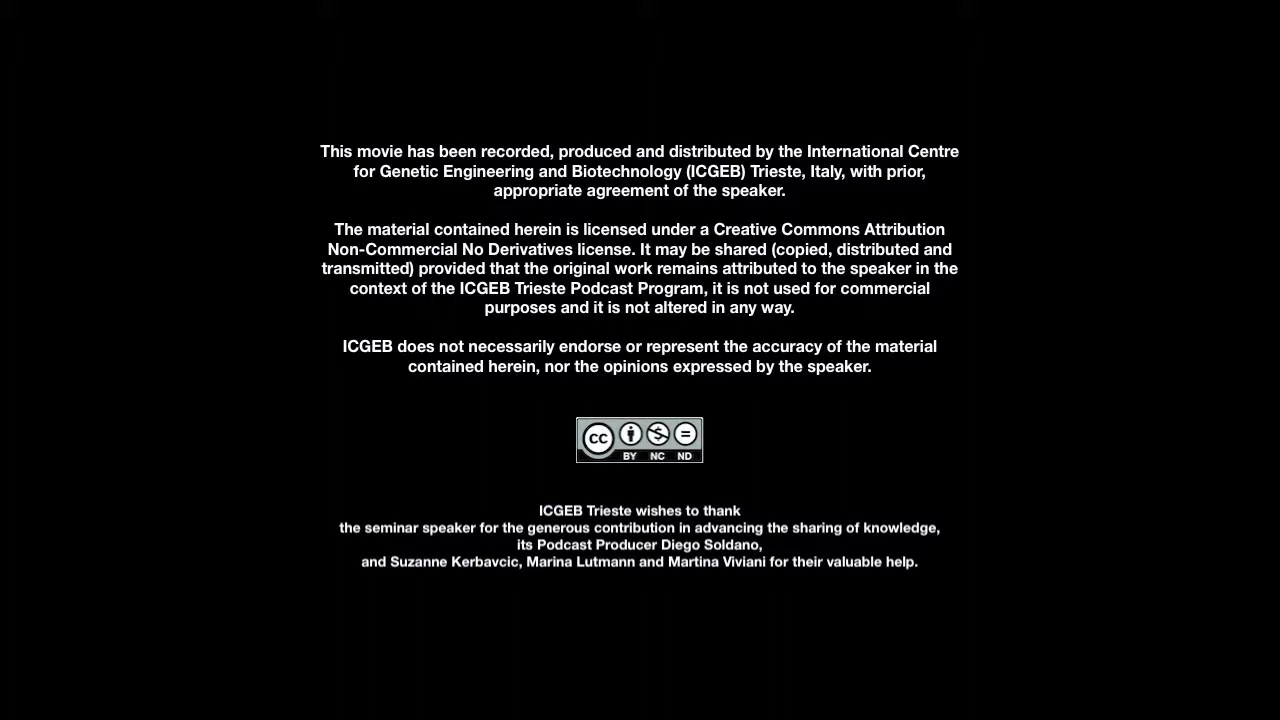 This movie has been recorded, produced and distributed by the International Centre
for Genetic Engineering and Biotechnology (ICGEB) Trieste, Italy, with prior,
appropriate agreement of the speaker.
The material contained herein is licensed under a Creative Commons Attribution
Non-Commercial No Derivatives license. It may be shared (copied, distributed and
transmitted) provided that the original work remains attributed to the speaker in the
context of the ICGEB Trieste Podcast Program, it is not used for commercial
purposes and it is not altered in any way.
ICGEB does not necessarily endorse or represent the accuracy of the material
contained herein, nor the opinions expressed by the speaker.
CC
BY NC ND
ICGEB Trieste wishes to thank
the seminar speaker for the generous contribution in advancing the sharing of knowledge,
its Podcast Producer Diego Soldano,
and Suzanne Kerbavcic, Marina Lutmann and Martina Viviani for their valuable help.